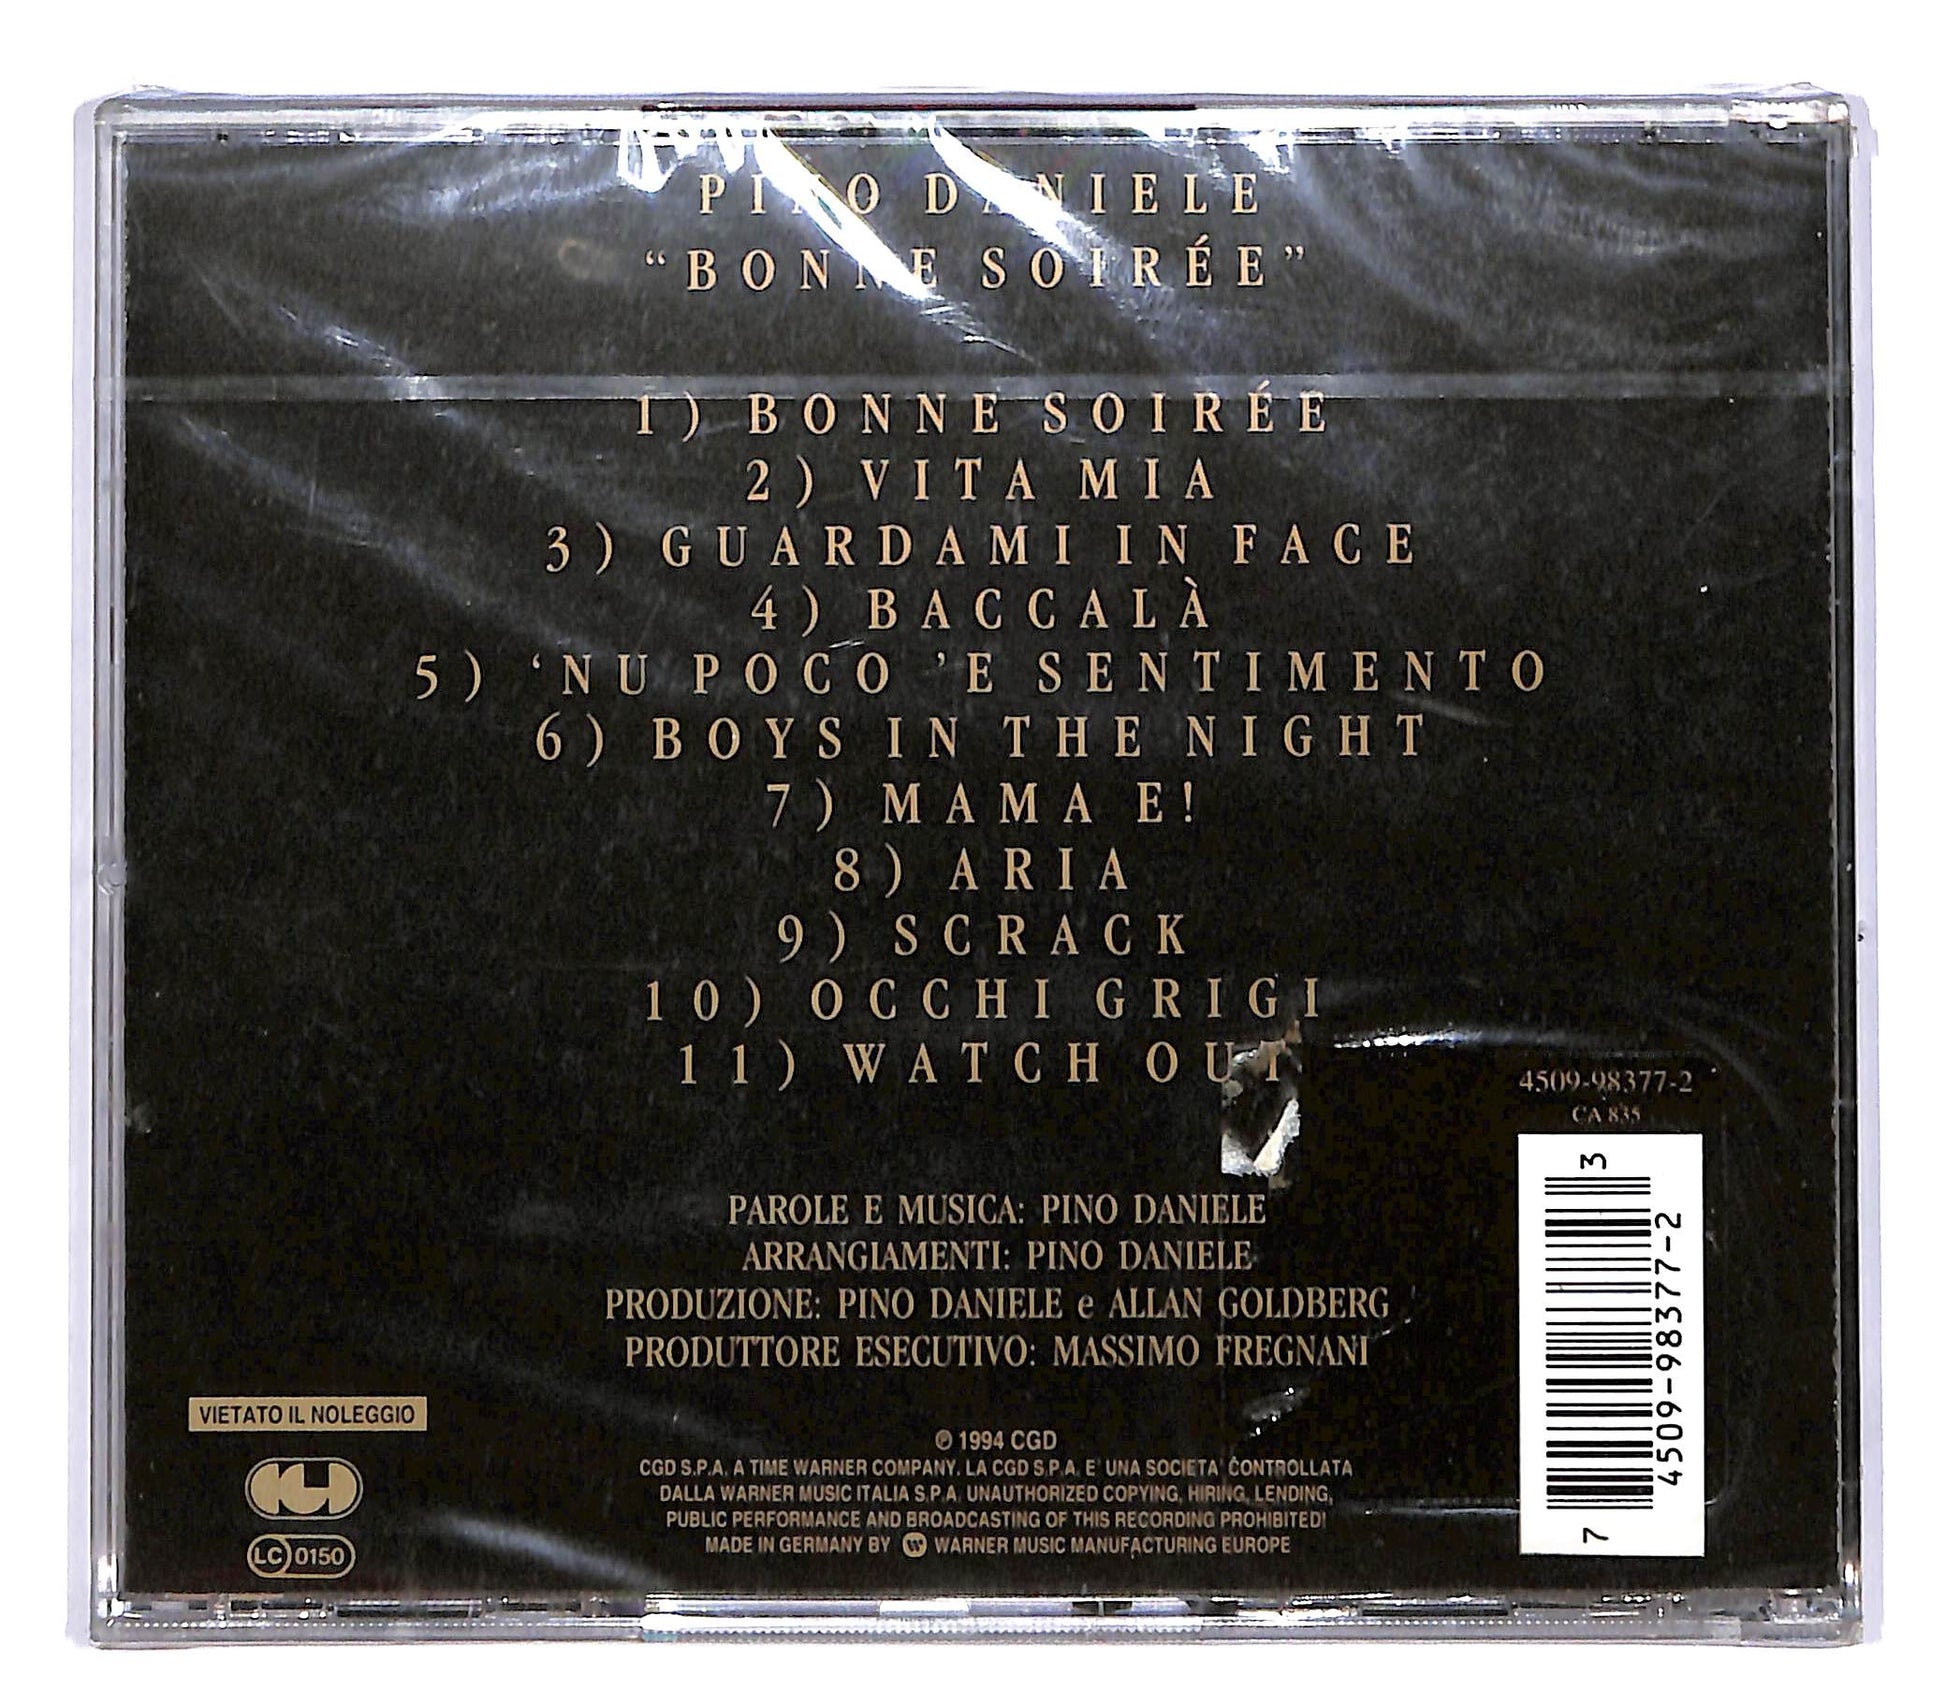 PINO DANIELE
“BONNE SOIRÉE”
1) BONNE SOIRÉE
2) VITA MIA
3) GUARDAMI IN FACE
4) BACCALÀ
5) ‘NU POCO ’E SENTIMENTO
6) BOYS IN THE NIGHT
7) MAMA E!
8) ARIA
9) SCRACK
10) OCCHI GRIGI
11) WATCH OUT
4509-98377-2
CA 835
PAROLE E MUSICA: PINO DANIELE
ARRANGIAMENTI: PINO DANIELE
PRODUZIONE: PINO DANIELE e ALLAN GOLDBERG
PRODUTTORE ESECUTIVO: MASSIMO FREGNANI
VIETATO IL NOLEGGIO
LC 0150
℗ 1994 CGD
CGD S.P.A. A TIME WARNER COMPANY. LA CGD S.P.A. E' UNA SOCIETA' CONTROLLATA
DALLA WARNER MUSIC ITALIA S.P.A. UNAUTHORIZED COPYING, HIRING, LENDING,
PUBLIC PERFORMANCE AND BROADCASTING OF THIS RECORDING PROHIBITED!
MADE IN GERMANY BY WARNER MUSIC MANUFACTURING EUROPE
7 4509-98377-2 3